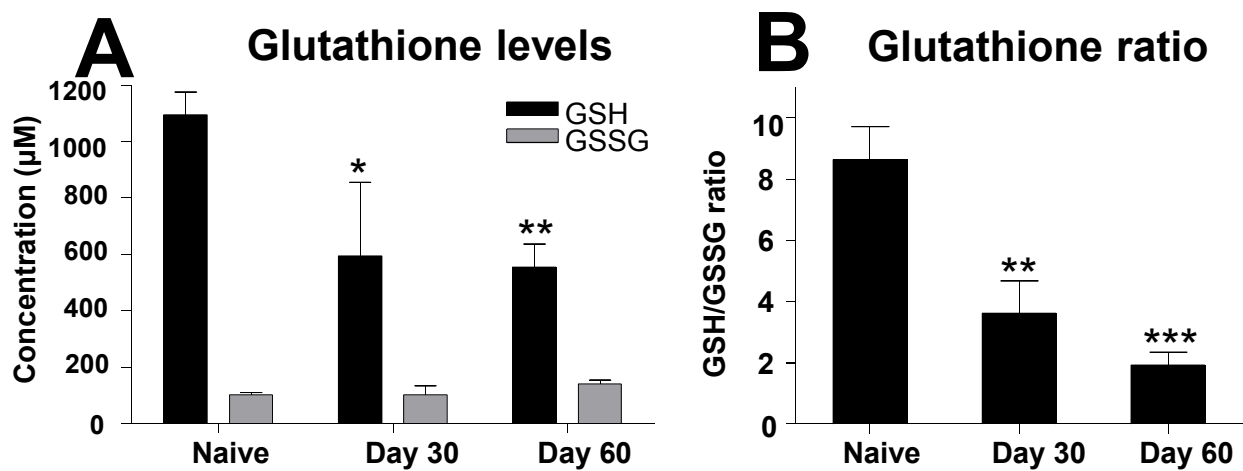 A Glutathione levels
1200
1000
800
600
400
200
0
Concentration (µM)
GSH
GSSG
*
**
Naive Day 30 Day 60
B Glutathione ratio
10
8
6
4
2
0
GSH/GSSG ratio
**
***
Naive Day 30 Day 60